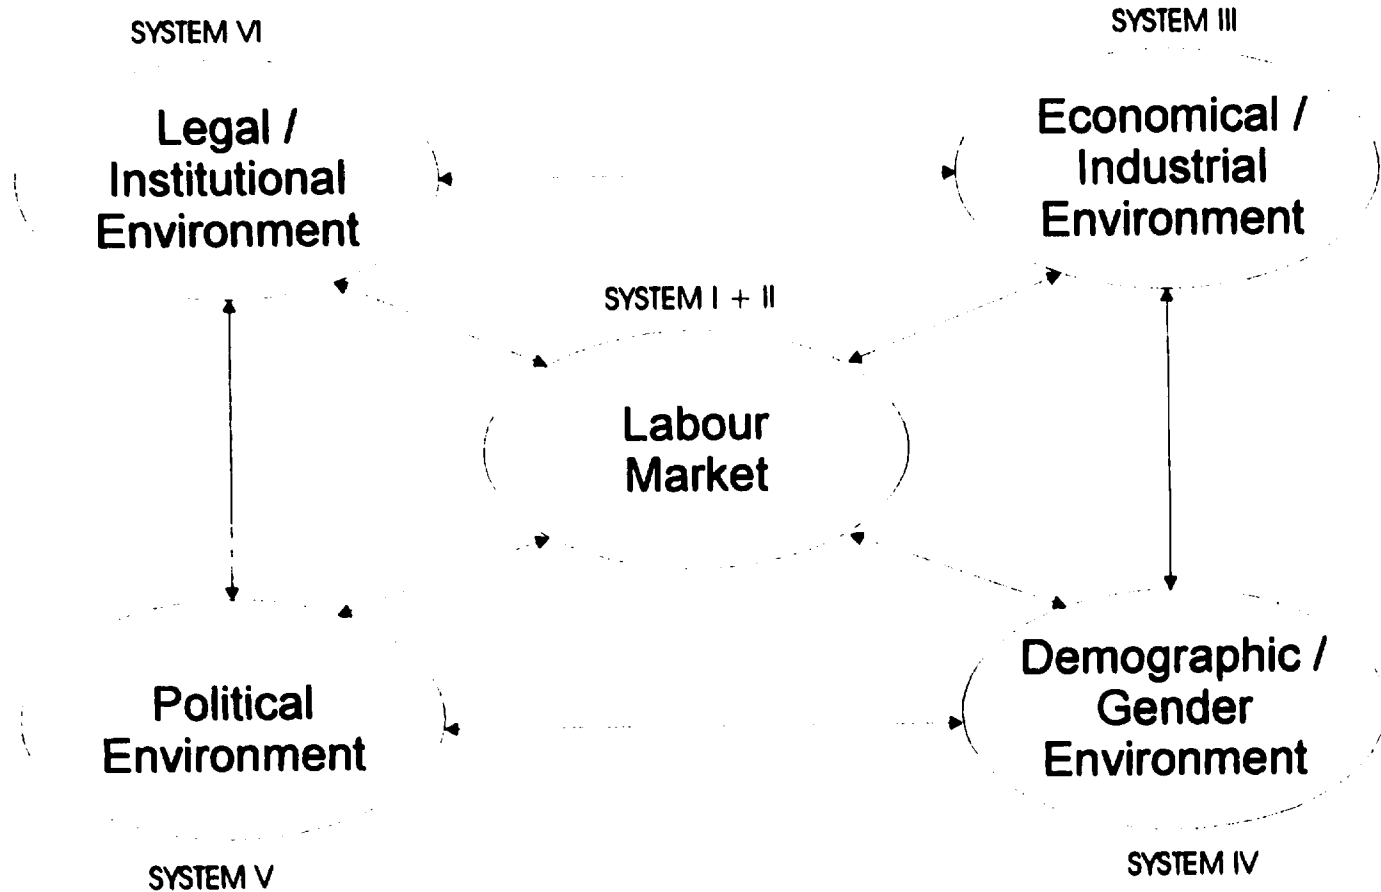 SYSTEM VI
Legal /
Institutional
Environment
SYSTEM III
Economical /
Industrial
Environment
SYSTEM I + II
Labour
Market
Political
Environment
SYSTEM V
Demographic /
Gender
Environment
SYSTEM IV